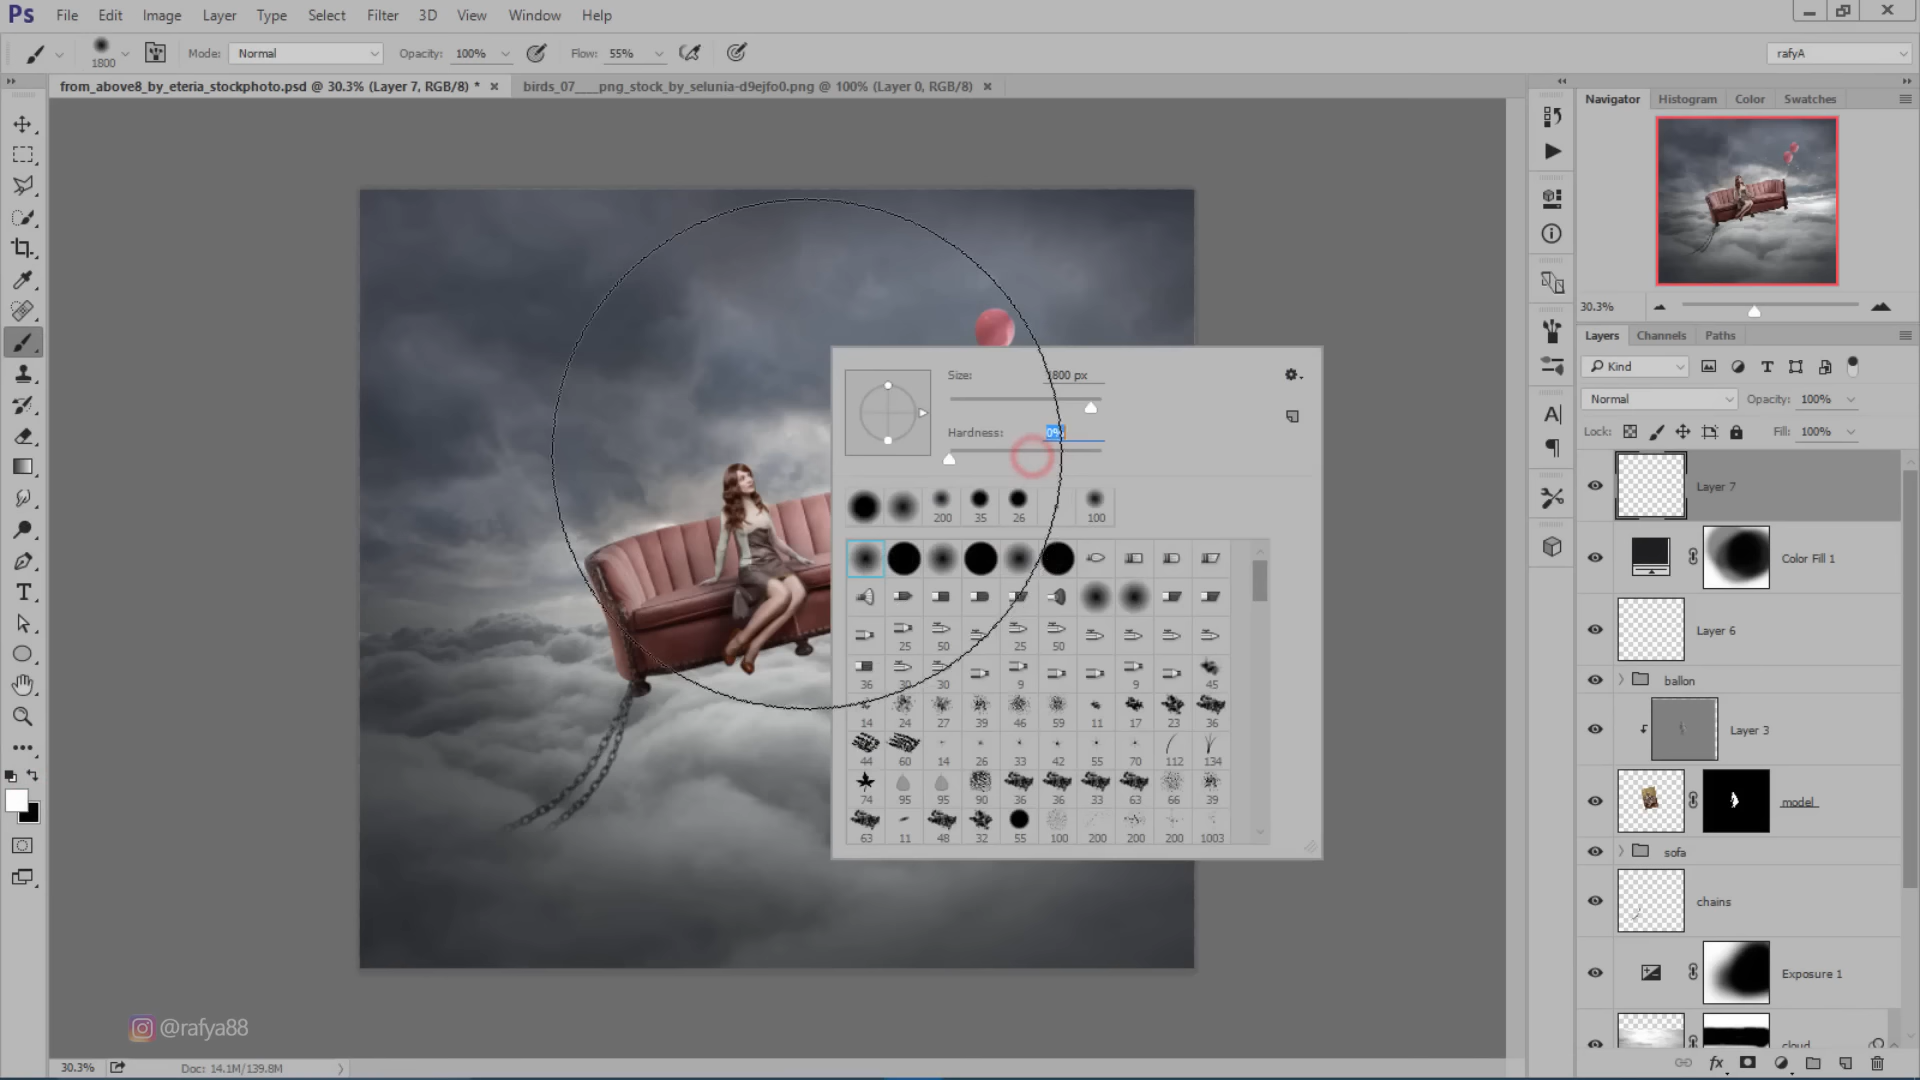 Ps File Edit Image Layer Type Select Filter 3D View Window Help
1800 Mode: Normal Opacity: 100% Flow: 55% rafyA
from_above8_by_eteria_stockphoto.psd @ 30.3% (Layer 7, RGB/8) * birds_07____png_stock_by_selunia-d9ejfo0.png @ 100% (Layer 0, RGB/8)
Navigator Histogram Color Swatches
30.3%
Layers Channels Paths
Kind
Normal Opacity: 100%
Lock: Fill: 100%
Layer 7
Color Fill 1
Layer 6
ballon
Layer 3
model
sofa
chains
Exposure 1
cloud
Size: 1800 px
Hardness: 0%
200 35 26 100
25 50 25 50
36 30 30 9 9 45
14 24 27 39 46 59 11 17 23 36
44 60 14 26 33 42 55 70 112 134
74 95 95 90 36 36 33 63 66 39
63 11 48 32 55 100 200 200 200 1003
@rafya88
30.3% Doc: 14.1M/139.8M